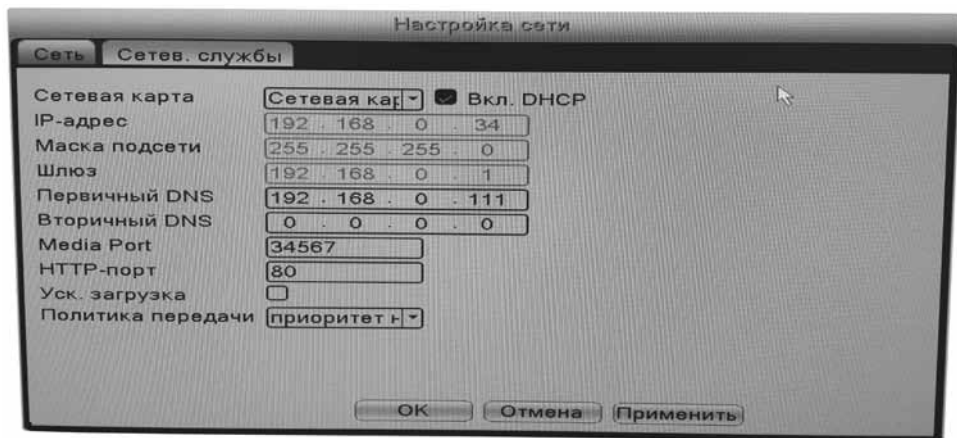 Настройка сети
Сеть Сетев. службы
Сетевая карта Сетевая кар Вкл. DHCP
IP-адрес 192 . 168 . 0 . 34
Маска подсети 255 . 255 . 255 . 0
Шлюз 192 . 168 . 0 . 1
Первичный DNS 192 . 168 . 0 . 111
Вторичный DNS 0 . 0 . 0 . 0
Media Port 34567
HTTP-порт 80
Уск. загрузка
Политика передачи приоритет н
OK Отмена Применить